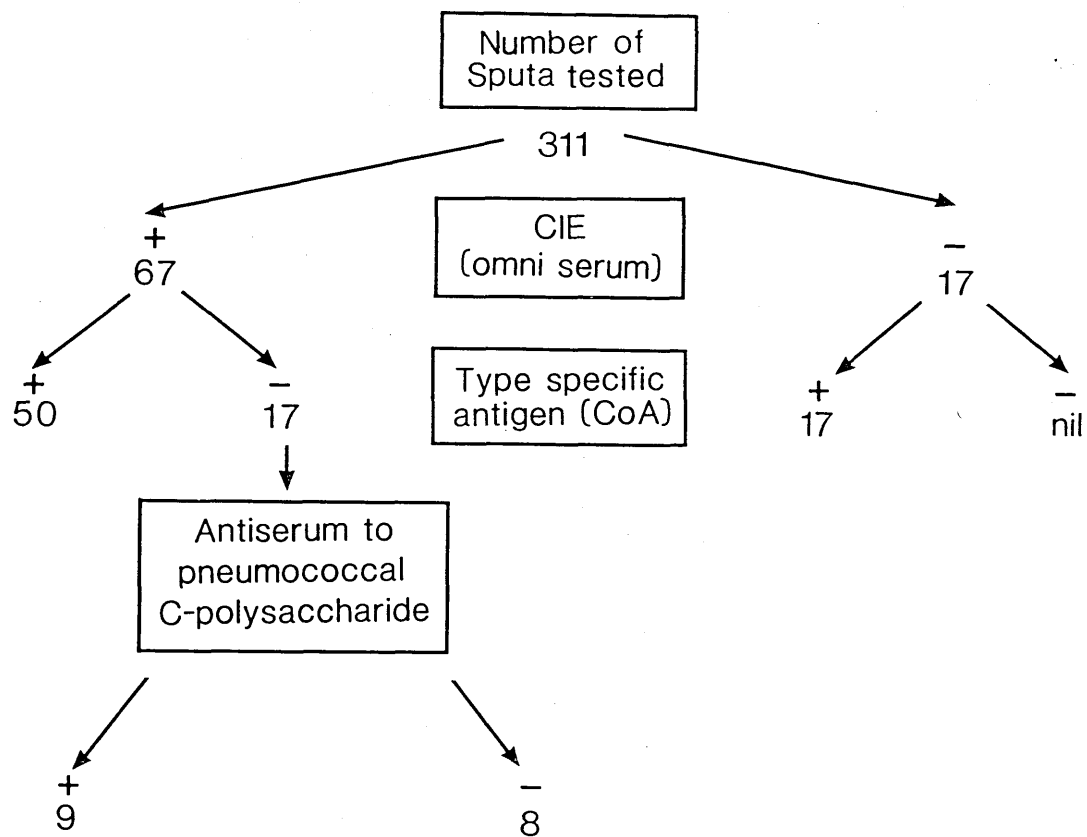 Number of
Sputa tested
311
CIE
(omni serum)
+
67
−
17
Type specific
antigen (CoA)
+
50
−
17
+
17
−
nil
Antiserum to
pneumococcal
C-polysaccharide
+
9
−
8